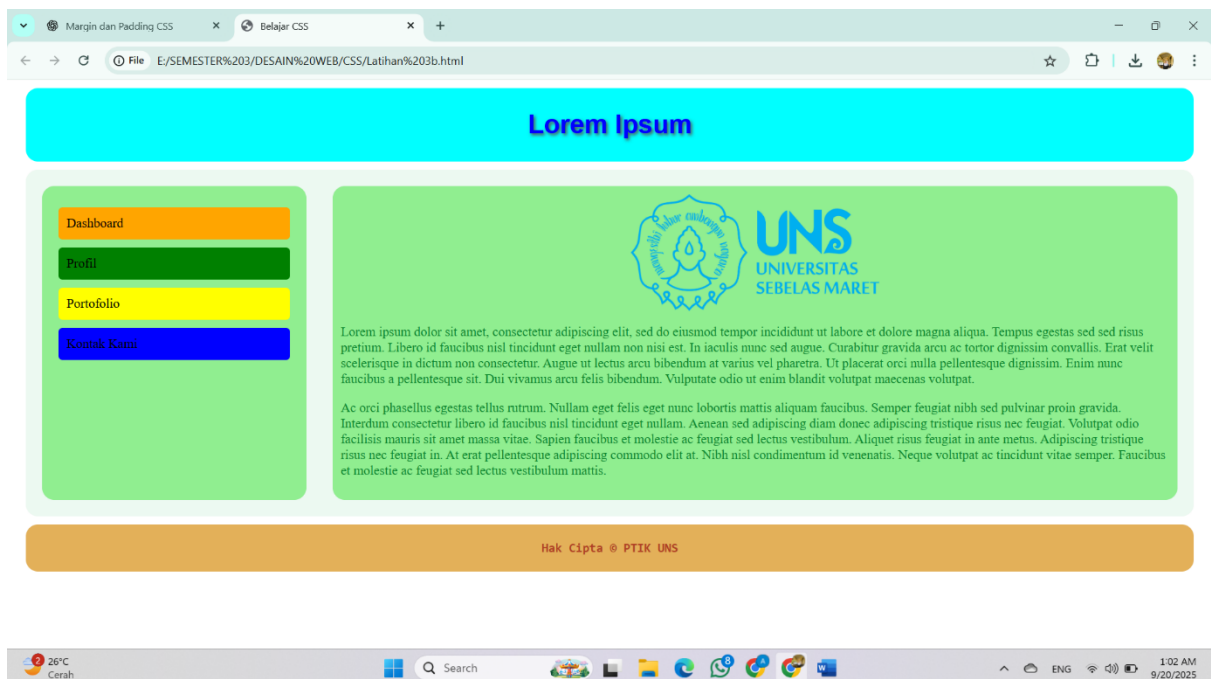 Margin dan Padding CSS
Belajar CSS
File E:/SEMESTER%203/DESAIN%20WEB/CSS/Latihan%203b.html
Lorem Ipsum
Dashboard
Profil
Portofolio
Kontak Kami
UNS
UNIVERSITAS
SEBELAS MARET
Lorem ipsum dolor sit amet, consectetur adipiscing elit, sed do eiusmod tempor incididunt ut labore et dolore magna aliqua. Tempus egestas sed sed risus
pretium. Libero id faucibus nisl tincidunt eget nullam non nisi est. In iaculis nunc sed augue. Curabitur gravida arcu ac tortor dignissim convallis. Erat velit
scelerisque in dictum non consectetur. Augue ut lectus arcu bibendum at varius vel pharetra. Ut placerat orci nulla pellentesque dignissim. Enim nunc
faucibus a pellentesque sit. Dui vivamus arcu felis bibendum. Vulputate odio ut enim blandit volutpat maecenas volutpat.
Ac orci phasellus egestas tellus rutrum. Nullam eget felis eget nunc lobortis mattis aliquam faucibus. Semper feugiat nibh sed pulvinar proin gravida.
Interdum consectetur libero id faucibus nisl tincidunt eget nullam. Aenean sed adipiscing diam donec adipiscing tristique risus nec feugiat. Volutpat odio
facilisis mauris sit amet massa vitae. Sapien faucibus et molestie ac feugiat sed lectus vestibulum. Aliquet risus feugiat in ante metus. Adipiscing tristique
risus nec feugiat in. At erat pellentesque adipiscing commodo elit at. Nibh nisl condimentum id venenatis. Neque volutpat ac tincidunt vitae semper. Faucibus
et molestie ac feugiat sed lectus vestibulum mattis.
Hak Cipta © PTIK UNS
2
26°C
Cerah
Search
ENG
1:02 AM
9/20/2025